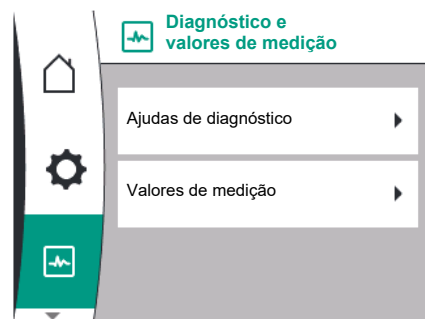 Diagnóstico e
valores de medição
Ajudas de diagnóstico
Valores de medição